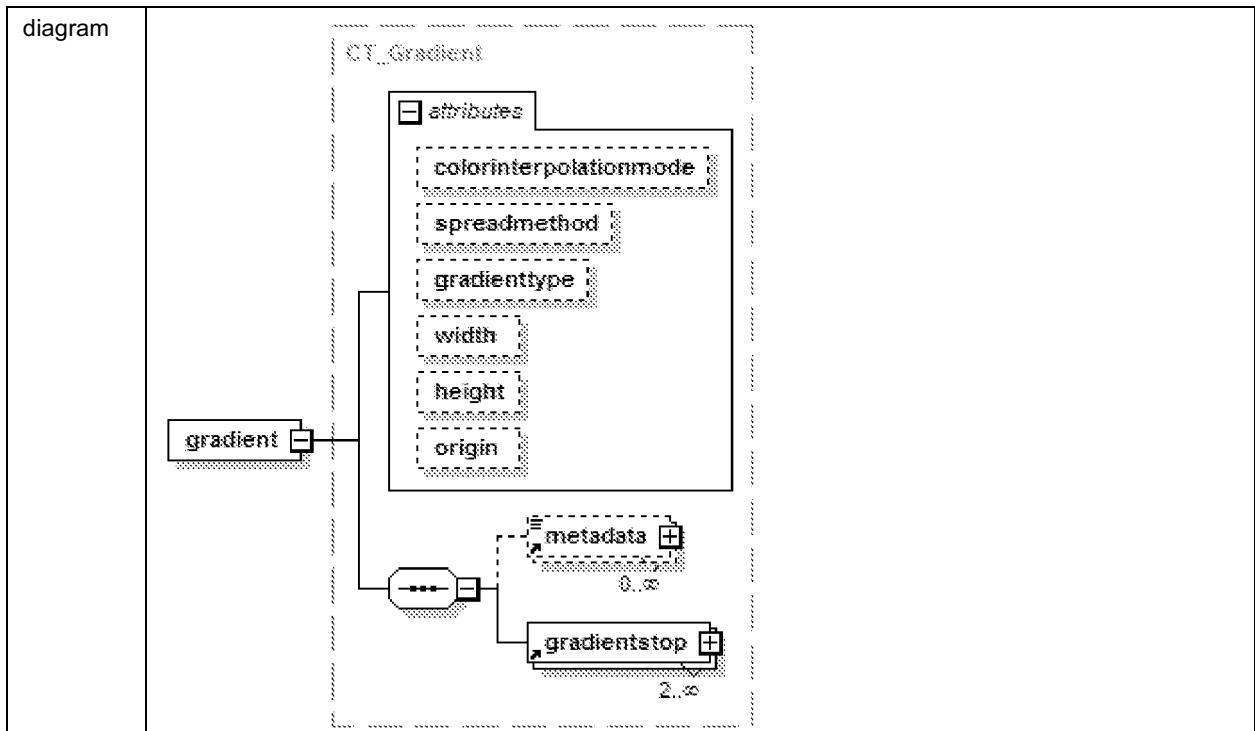 diagram
CT_Gradient
attributes
colorinterpolationmode
spreadmethod
gradienttype
width
height
gradient
origin
metadata
0..∞
gradientstop
2..∞